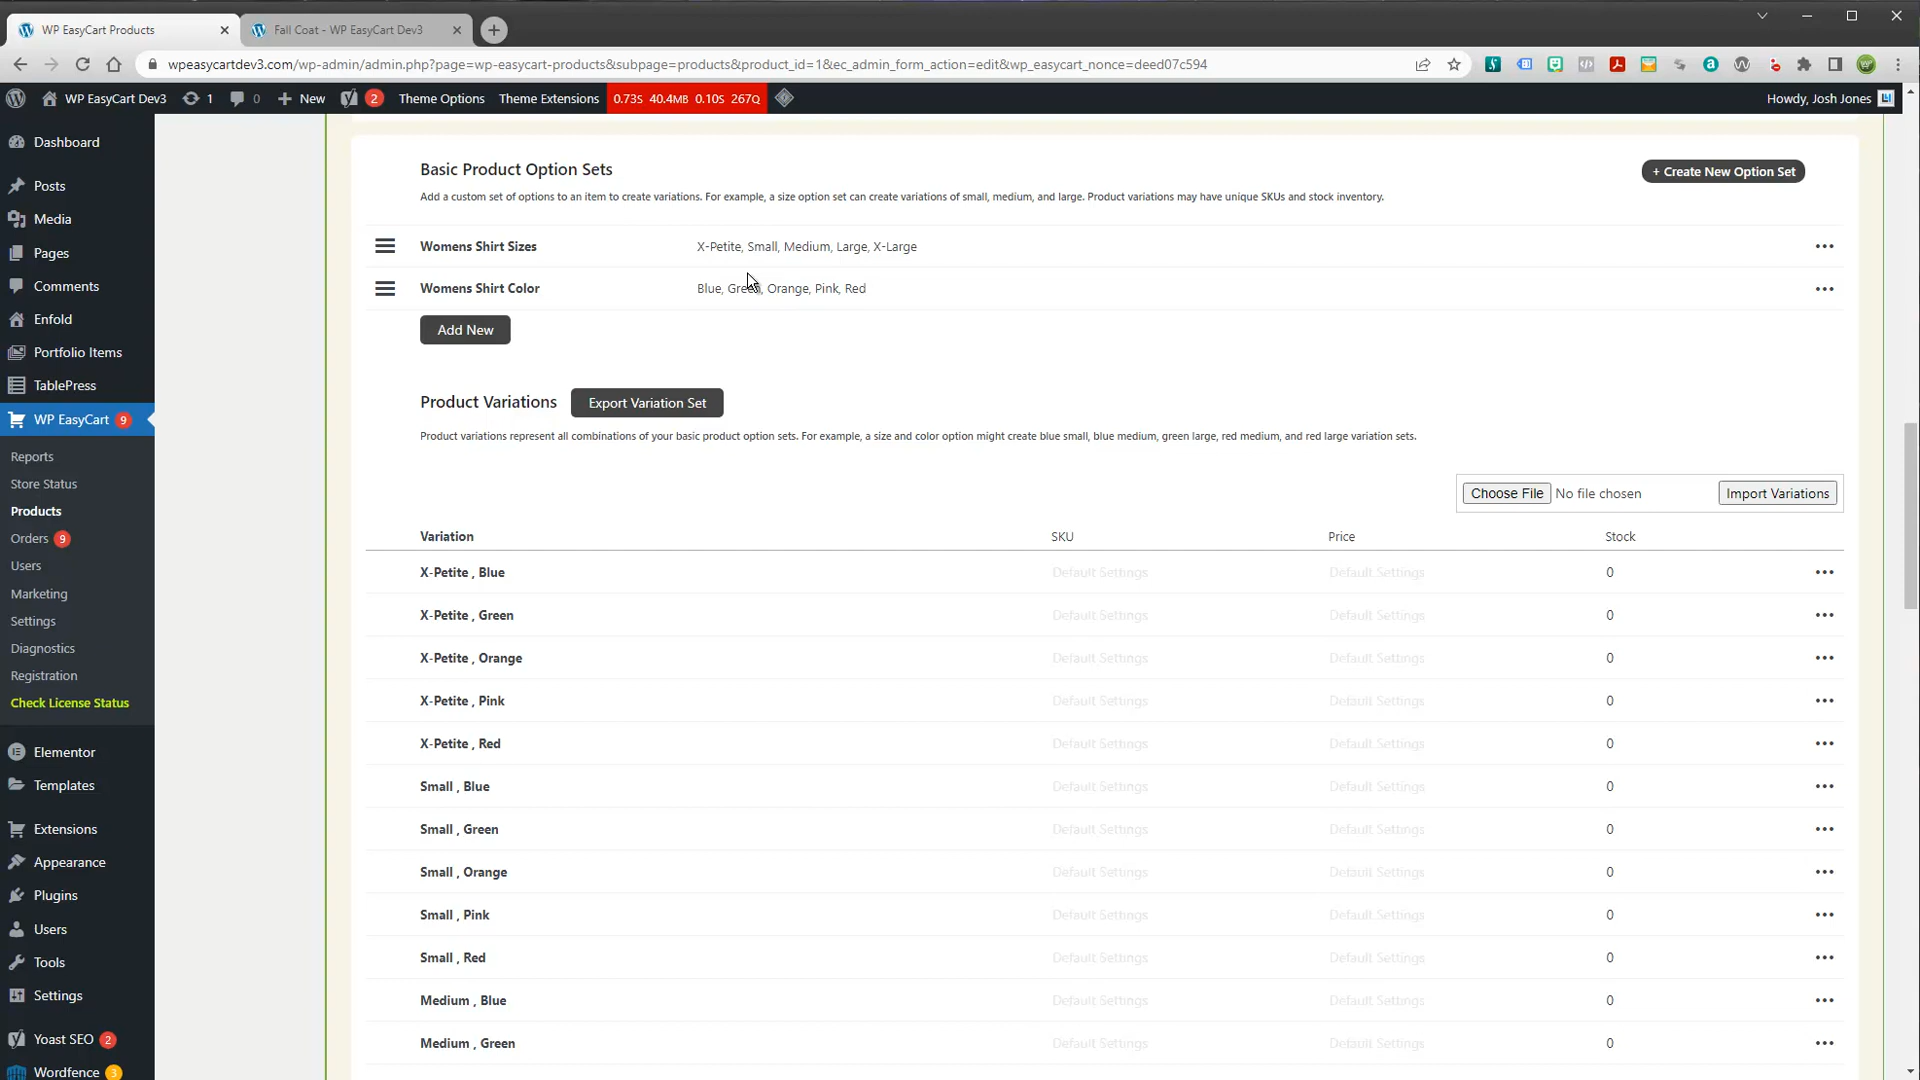 WP EasyCart Products
Fall Coat - WP EasyCart Dev3
wpeasycartdev3.com/wp-admin/admin.php?page=wp-easycart-products&subpage=products&product_id=1&ec_admin_form_action=edit&wp_easycart_nonce=deed07c594
WP EasyCart Dev3 1 0 New 2 Theme Options Theme Extensions 0.73S 40.4MB 0.10S 267Q Howdy, Josh Jones
Dashboard
Posts
Media
Pages
Comments
Enfold
Portfolio Items
TablePress
WP EasyCart 9
Reports
Store Status
Products
Orders 9
Users
Marketing
Settings
Diagnostics
Registration
Check License Status
Elementor
Templates
Extensions
Appearance
Plugins
Users
Tools
Settings
Yoast SEO 2
Wordfence 3
Basic Product Option Sets
+ Create New Option Set
Add a custom set of options to an item to create variations. For example, a size option set can create variations of small, medium, and large. Product variations may have unique SKUs and stock inventory.
Womens Shirt Sizes X-Petite, Small, Medium, Large, X-Large
Womens Shirt Color Blue, Green, Orange, Pink, Red
Add New
Product Variations Export Variation Set
Product variations represent all combinations of your basic product option sets. For example, a size and color option might create blue small, blue medium, green large, red medium, and red large variation sets.
Choose File No file chosen Import Variations
Variation SKU Price Stock
X-Petite , Blue Default Settings Default Settings 0
X-Petite , Green Default Settings Default Settings 0
X-Petite , Orange Default Settings Default Settings 0
X-Petite , Pink Default Settings Default Settings 0
X-Petite , Red Default Settings Default Settings 0
Small , Blue Default Settings Default Settings 0
Small , Green Default Settings Default Settings 0
Small , Orange Default Settings Default Settings 0
Small , Pink Default Settings Default Settings 0
Small , Red Default Settings Default Settings 0
Medium , Blue Default Settings Default Settings 0
Medium , Green Default Settings Default Settings 0